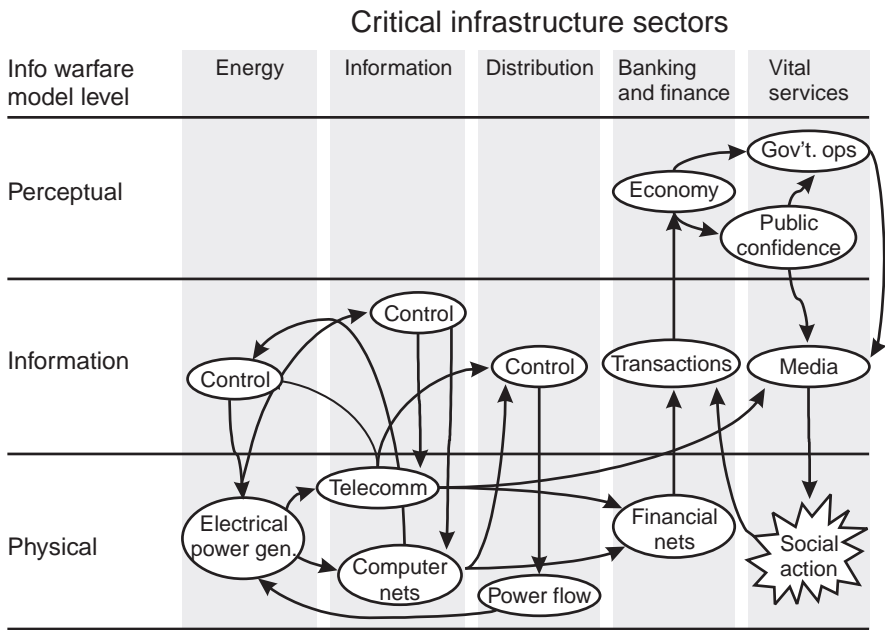 Critical infrastructure sectors
Info warfare
model level
Energy
Information
Distribution
Banking
and finance
Vital
services
Perceptual
Gov't. ops
Economy
Public
confidence
Information
Control
Control
Control
Transactions
Media
Physical
Telecomm
Electrical
power gen.
Financial
nets
Social
action
Computer
nets
Power flow